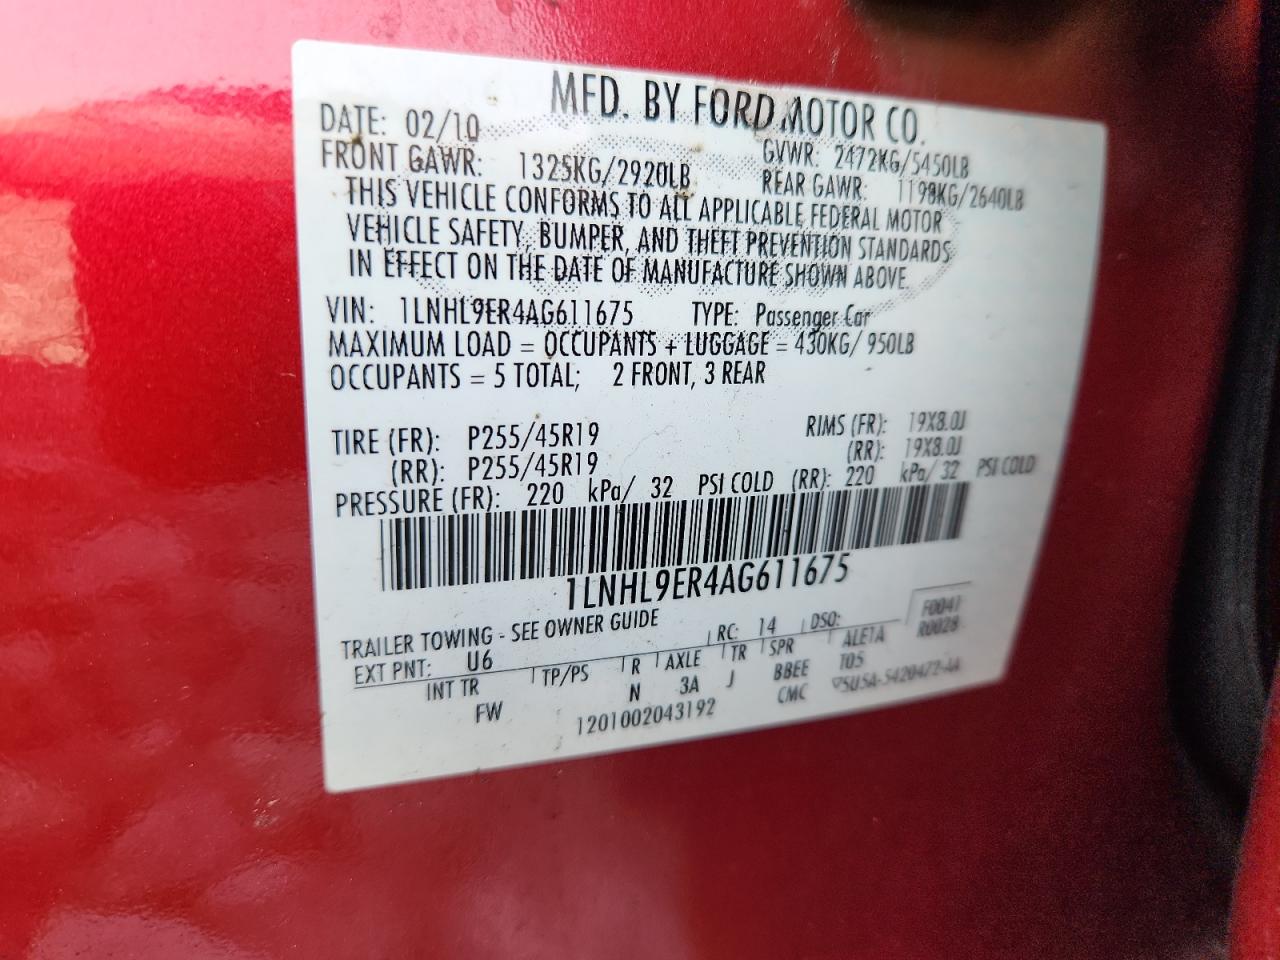 MFD. BY FORD MOTOR CO.
DATE: 02/10 GVWR: 2472KG/5450LB
FRONT GAWR: 1325KG/2920LB REAR GAWR: 1198KG/2640LB
THIS VEHICLE CONFORMS TO ALL APPLICABLE FEDERAL MOTOR
VEHICLE SAFETY, BUMPER, AND THEFT PREVENTION STANDARDS
IN EFFECT ON THE DATE OF MANUFACTURE SHOWN ABOVE.
VIN: 1LNHL9ER4AG611675 TYPE: Passenger Car
MAXIMUM LOAD = OCCUPANTS + LUGGAGE = 430KG/ 950LB
OCCUPANTS = 5 TOTAL; 2 FRONT, 3 REAR
TIRE (FR): P255/45R19 RIMS (FR): 19X8.0J
(RR): P255/45R19 (RR): 19X8.0J
PRESSURE (FR): 220 kPa/ 32 PSI COLD (RR): 220 kPa/ 32 PSI COLD
1LNHL9ER4AG611675
TRAILER TOWING - SEE OWNER GUIDE F0047
EXT PNT: U6 RC: 14 DSO: R0028
INT TR TP/PS R AXLE TR SPR ALETA
FW N 3A J BBEE T05
1201002043192 CMC 5U5A-5420472-AA